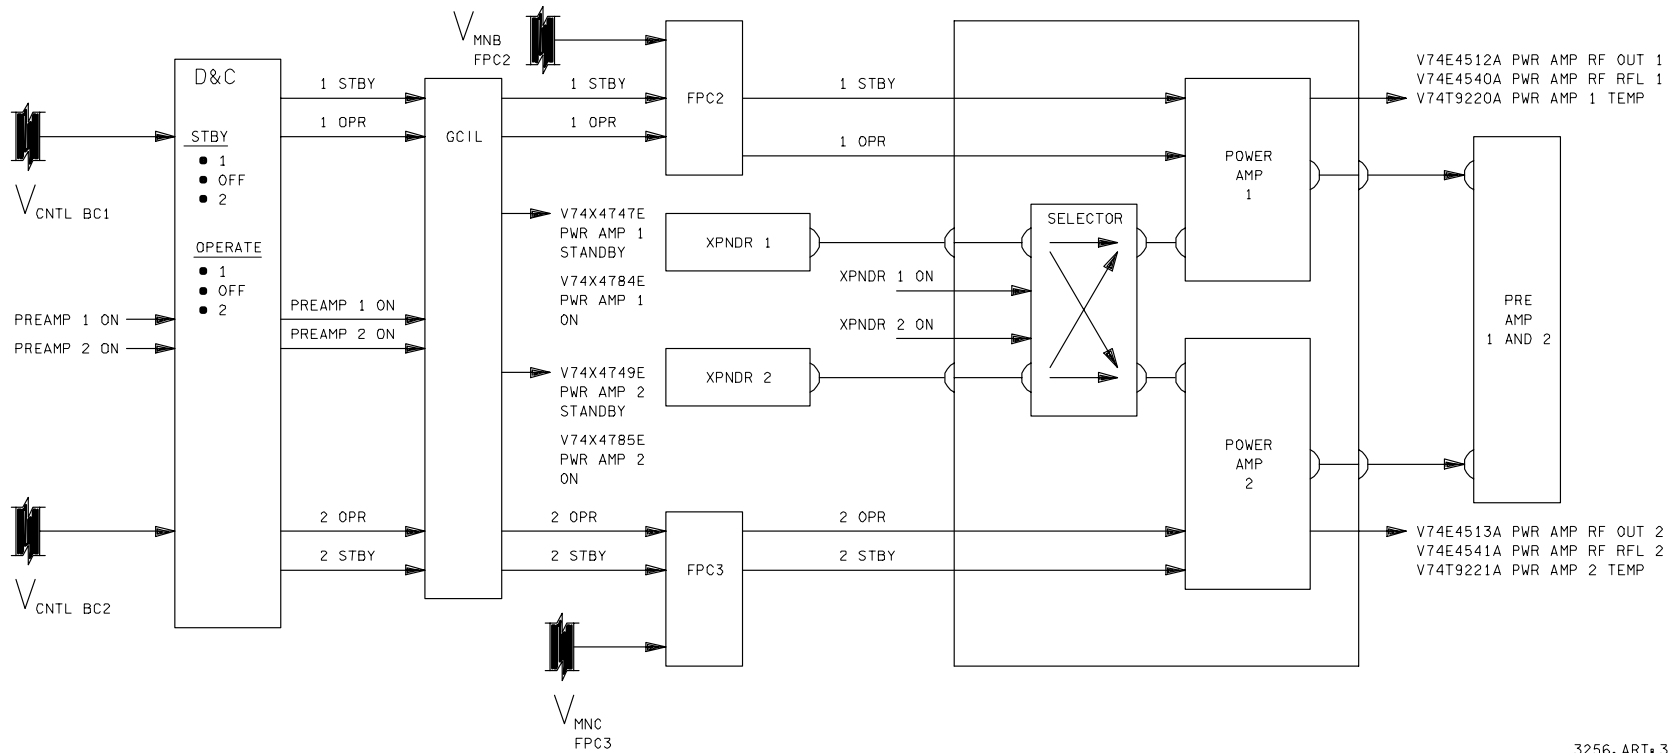 V MNB
FPC2
D&C
1 STBY
1 STBY
1 STBY
FPC2
V74E4512A PWR AMP RF OUT 1
V74E4540A PWR AMP RF RFL 1
V74T9220A PWR AMP 1 TEMP
1 OPR
1 OPR
1 OPR
STBY
1
OFF
2
GCIL
V CNTL BC1
POWER
AMP
1
V74X4747E
PWR AMP 1
STANDBY
XPNDR 1
SELECTOR
OPERATE
1
OFF
2
V74X4784E
PWR AMP 1
ON
XPNDR 1 ON
XPNDR 2 ON
PREAMP 1 ON
PREAMP 2 ON
PREAMP 1 ON
PREAMP 2 ON
PRE
AMP
1 AND 2
V74X4749E
PWR AMP 2
STANDBY
XPNDR 2
V74X4785E
PWR AMP 2
ON
POWER
AMP
2
2 OPR
2 OPR
2 OPR
2 STBY
2 STBY
2 STBY
FPC3
V74E4513A PWR AMP RF OUT 2
V74E4541A PWR AMP RF RFL 2
V74T9221A PWR AMP 2 TEMP
V CNTL BC2
V MNC
FPC3
3256.ART;3